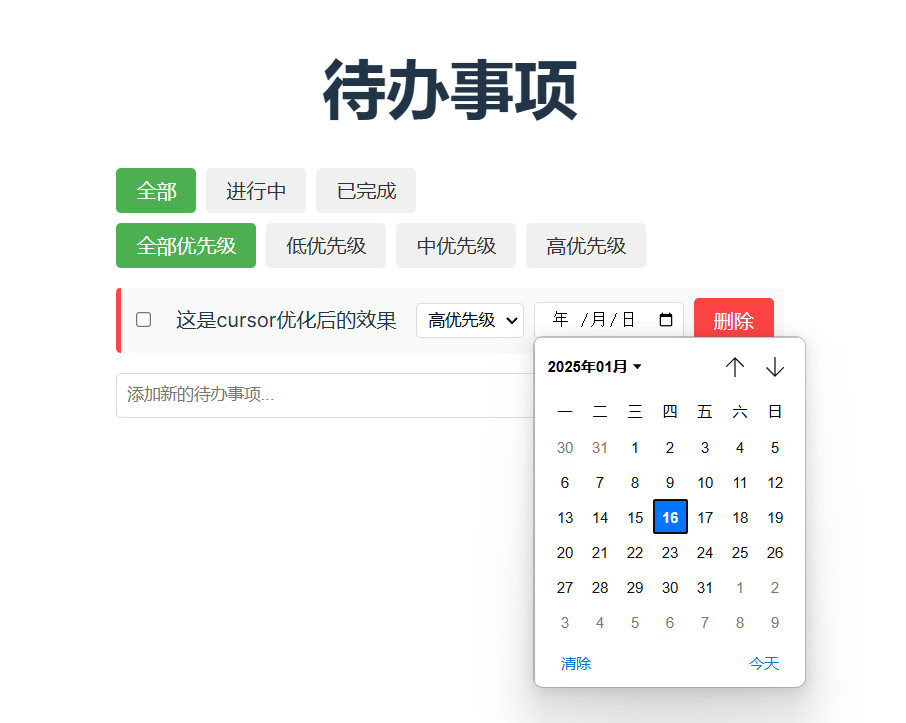 待办事项
全部 进行中 已完成
全部优先级 低优先级 中优先级 高优先级
这是cursor优化后的效果 高优先级 年 /月/日 删除
添加新的待办事项...
2025年01月
一 二 三 四 五 六 日
30 31 1 2 3 4 5
6 7 8 9 10 11 12
13 14 15 16 17 18 19
20 21 22 23 24 25 26
27 28 29 30 31 1 2
3 4 5 6 7 8 9
清除 今天